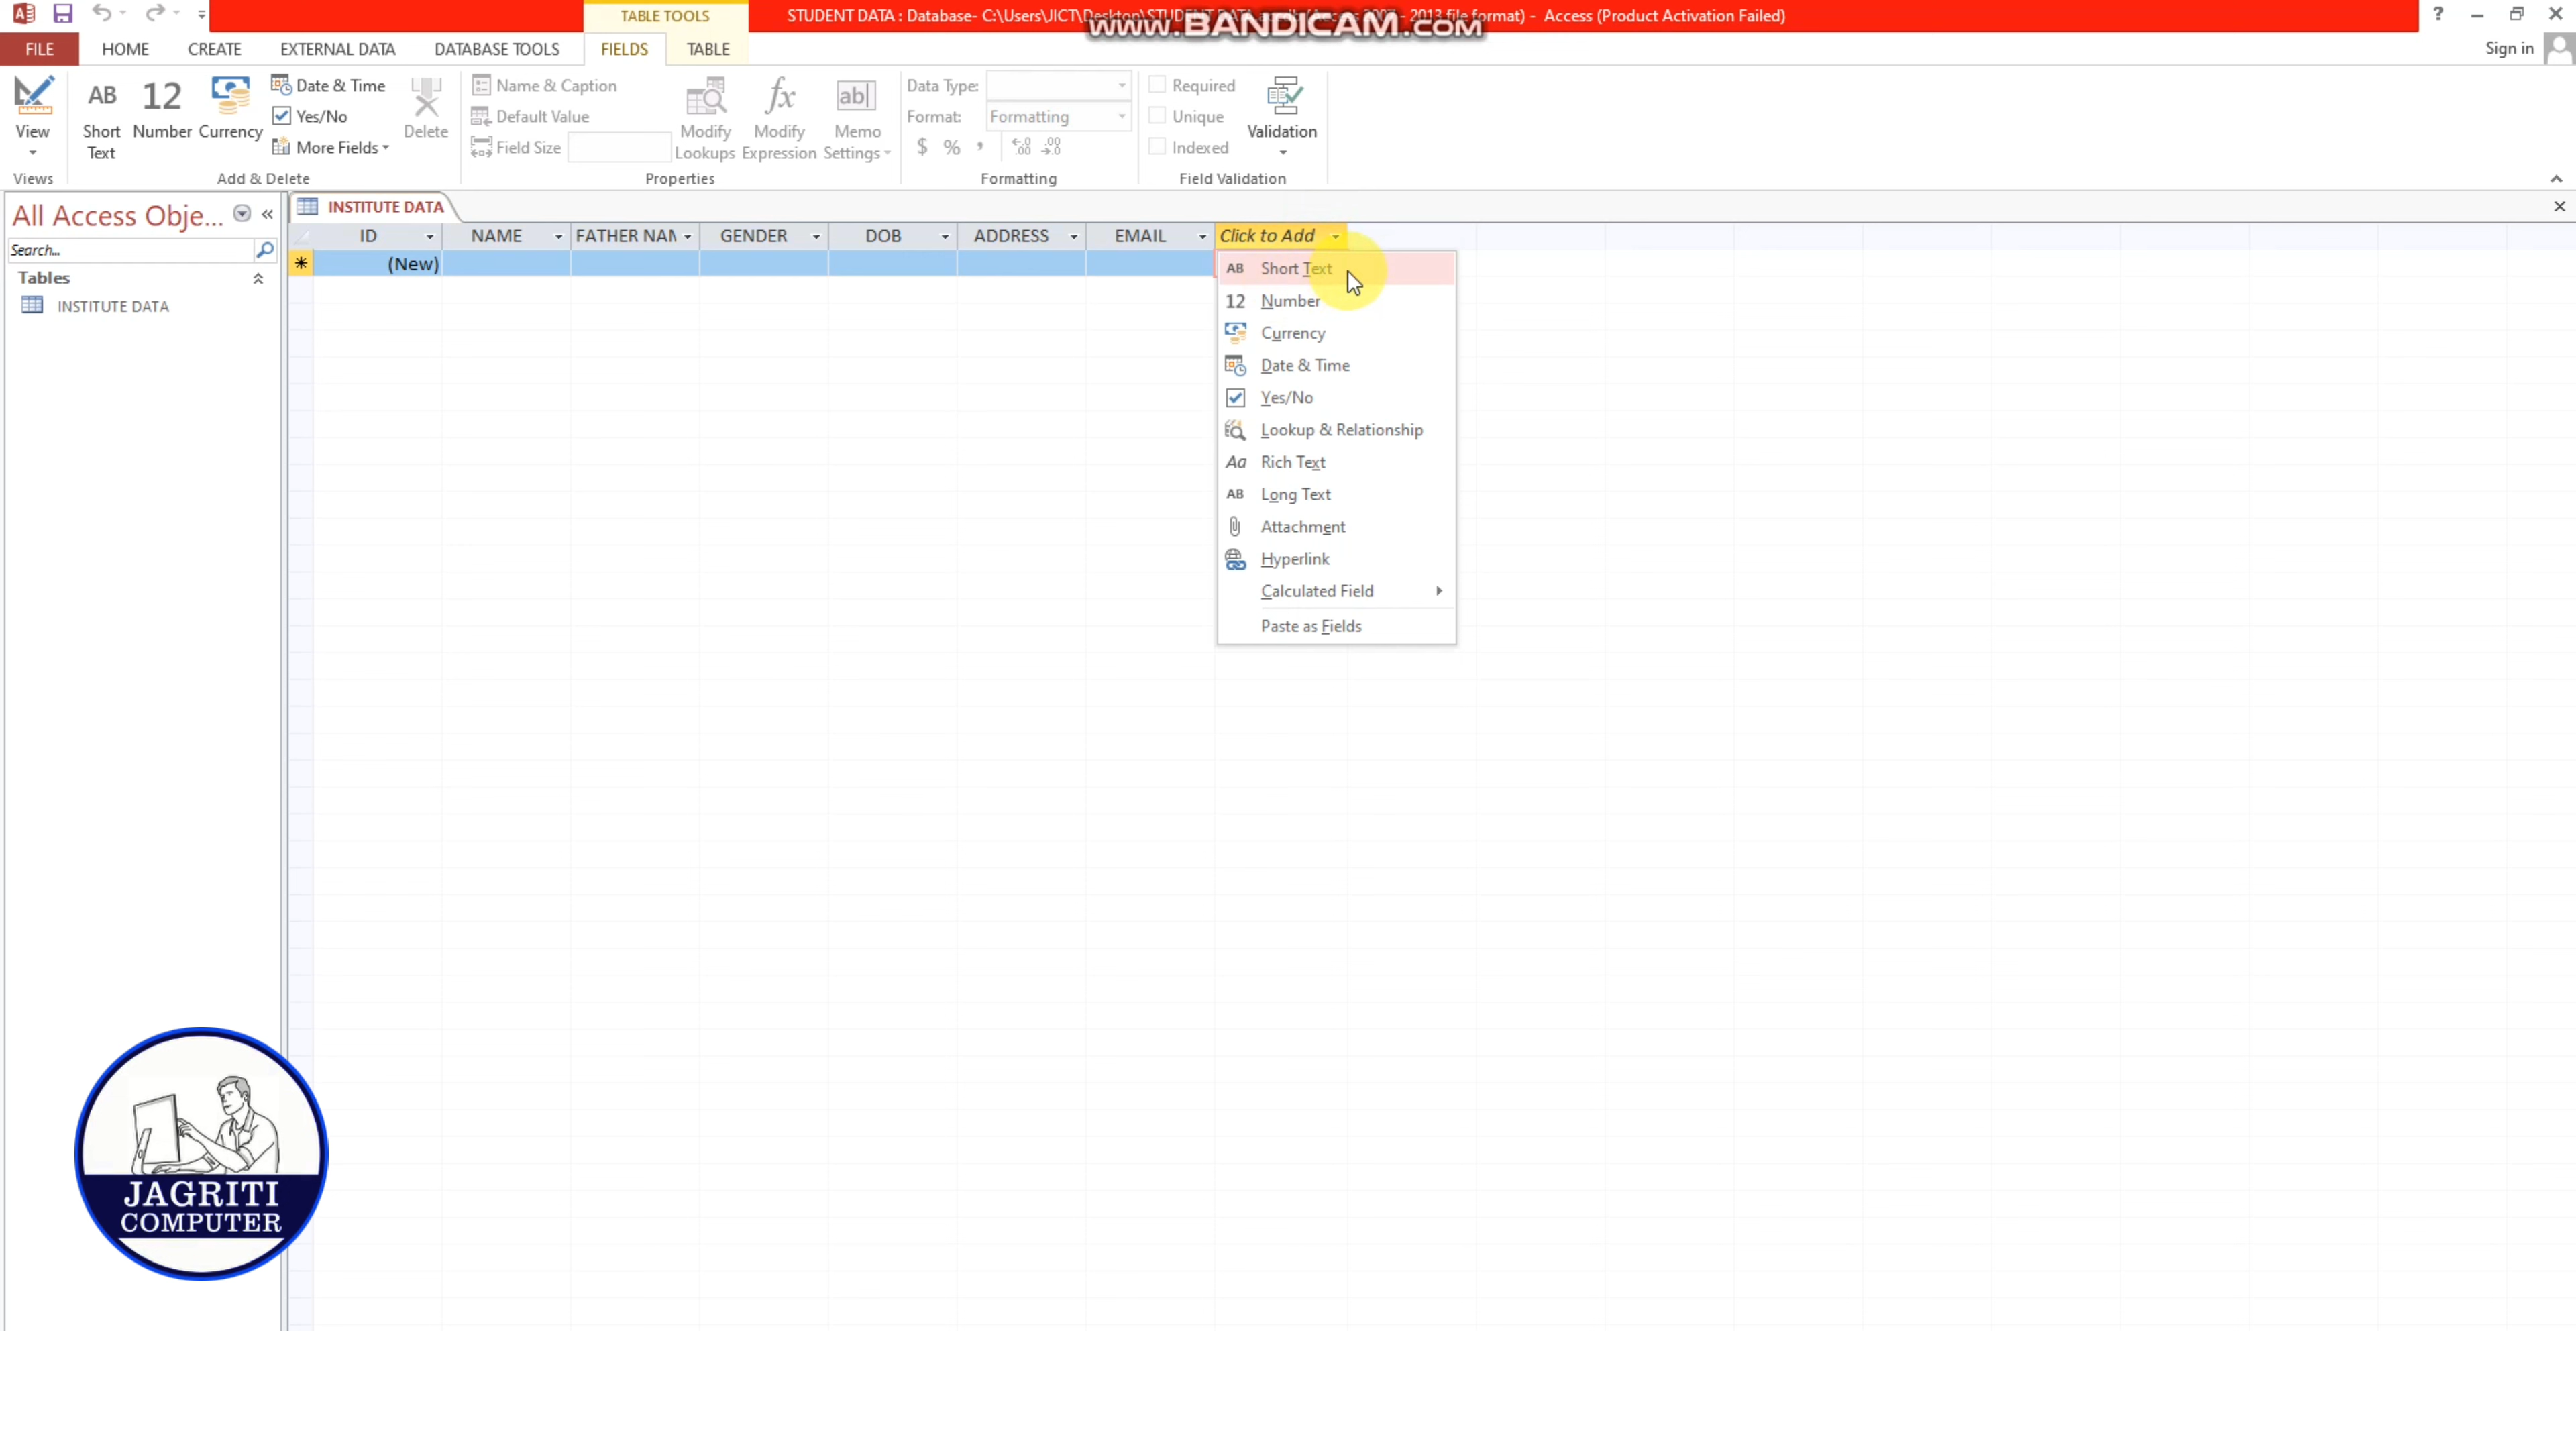 TABLE TOOLS
STUDENT DATA : Database- C:\Users\JICT\Desktop\STUDENT (Access 2007 - 2013 file format) - Access (Product Activation Failed)
www.BANDICAM.com
FILE HOME CREATE EXTERNAL DATA DATABASE TOOLS FIELDS TABLE Sign in
View
Views
AB Short Text
12 Number
Currency
Date & Time
Yes/No
More Fields
Delete
Add & Delete
Name & Caption
Default Value
Field Size
Modify Lookups
fx Modify Expression
ab| Memo Settings
Properties
Data Type:
Format: Formatting
$ % , .00 .00
Formatting
Required
Unique
Indexed
Validation
Field Validation
All Access Obje...
Search...
Tables
INSTITUTE DATA
INSTITUTE DATA
ID NAME FATHER NAM GENDER DOB ADDRESS EMAIL Click to Add
(New)
AB Short Text
12 Number
Currency
Date & Time
Yes/No
Lookup & Relationship
Aa Rich Text
AB Long Text
Attachment
Hyperlink
Calculated Field
Paste as Fields
JAGRITI
COMPUTER